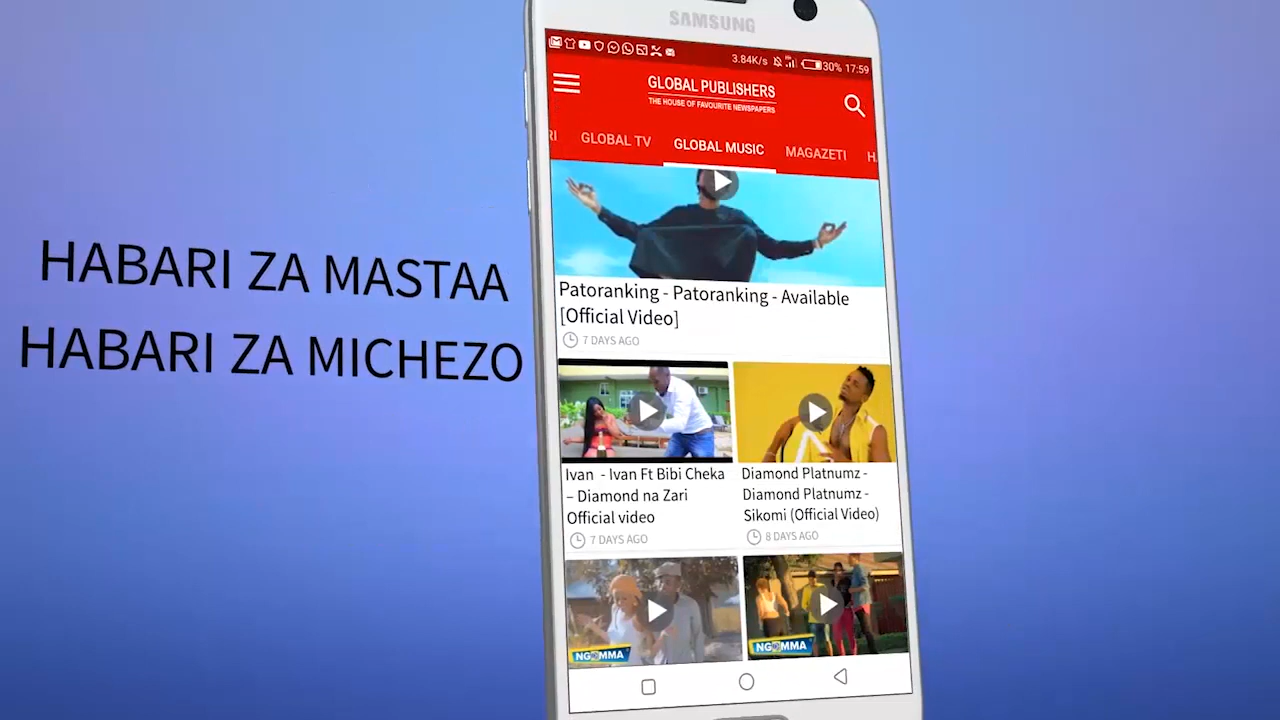 HABARI ZA MASTAA
HABARI ZA MICHEZO
SAMSUNG
3.84K/s 30% 17:59
GLOBAL PUBLISHERS
THE HOUSE OF FAVOURITE NEWSPAPERS
RI GLOBAL TV GLOBAL MUSIC MAGAZETI H
Patoranking - Patoranking - Available
[Official Video]
7 DAYS AGO
Ivan - Ivan Ft Bibi Cheka
– Diamond na Zari
Official video
7 DAYS AGO
Diamond Platnumz -
Diamond Platnumz -
Sikomi (Official Video)
8 DAYS AGO
NGOMMA
NGOMMA